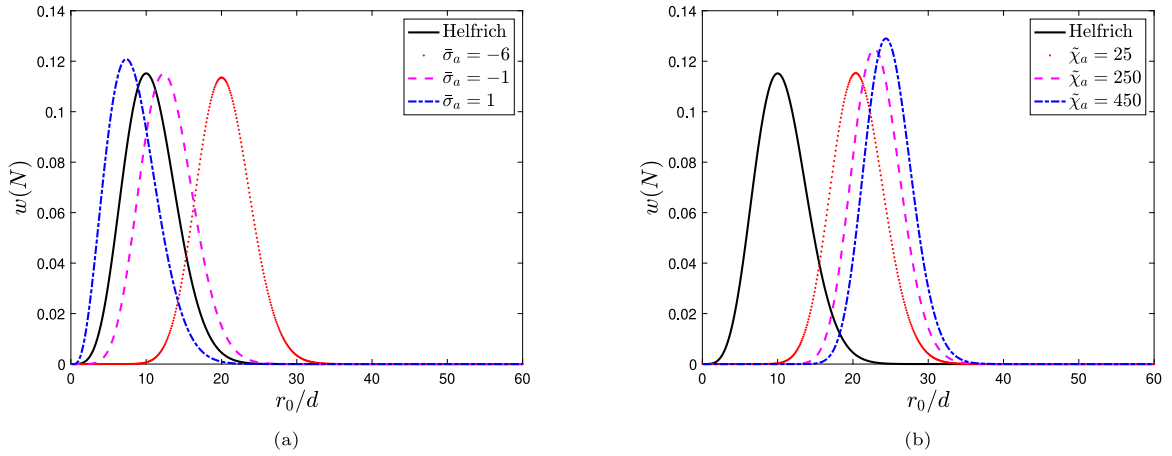 0.14
0.12
0.1
0.08
0.06
0.04
0.02
0
w(N)
0 10 20 30 40 50 60
r₀/d
Helfrich
σ̄ₐ = −6
σ̄ₐ = −1
σ̄ₐ = 1
(a)
0.14
0.12
0.1
0.08
0.06
0.04
0.02
0
w(N)
0 10 20 30 40 50 60
r₀/d
Helfrich
χ̃ₐ = 25
χ̃ₐ = 250
χ̃ₐ = 450
(b)